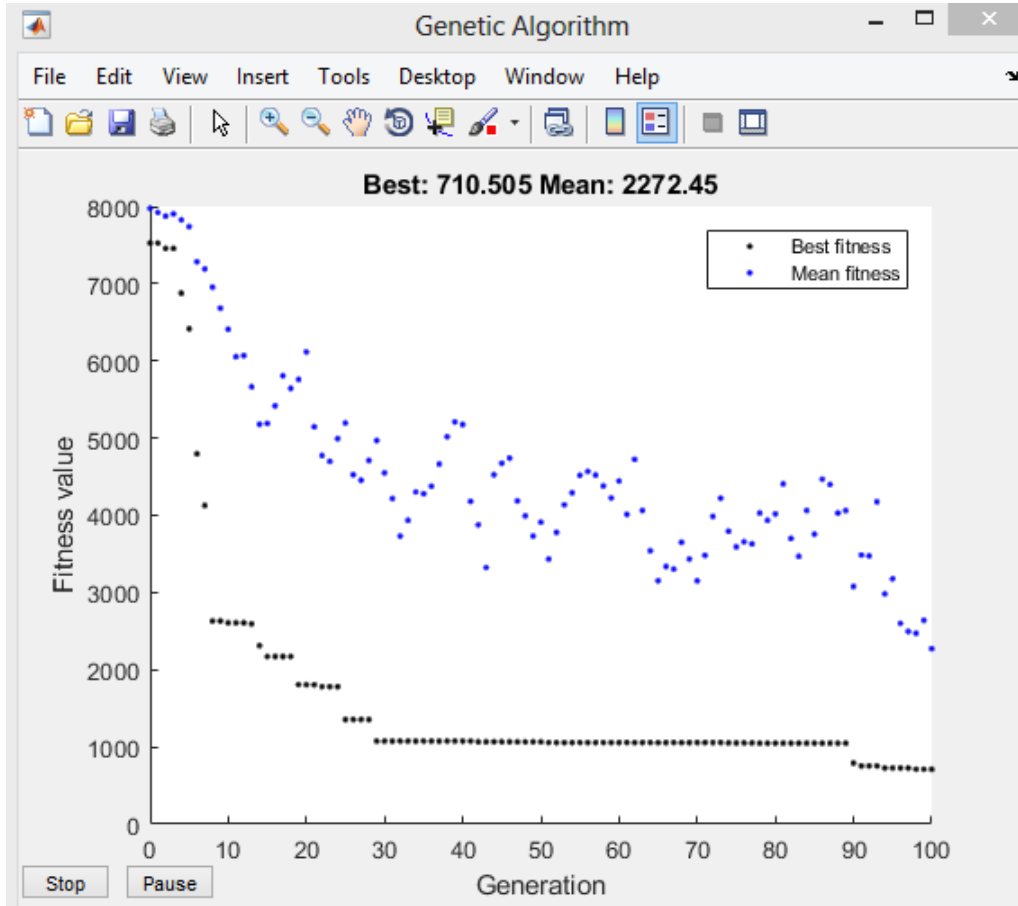 Genetic Algorithm
File Edit View Insert Tools Desktop Window Help
Best: 710.505 Mean: 2272.45
Best fitness
Mean fitness
8000
7000
6000
5000
4000
3000
2000
1000
0
Fitness value
0 10 20 30 40 50 60 70 80 90 100
Generation
Stop Pause